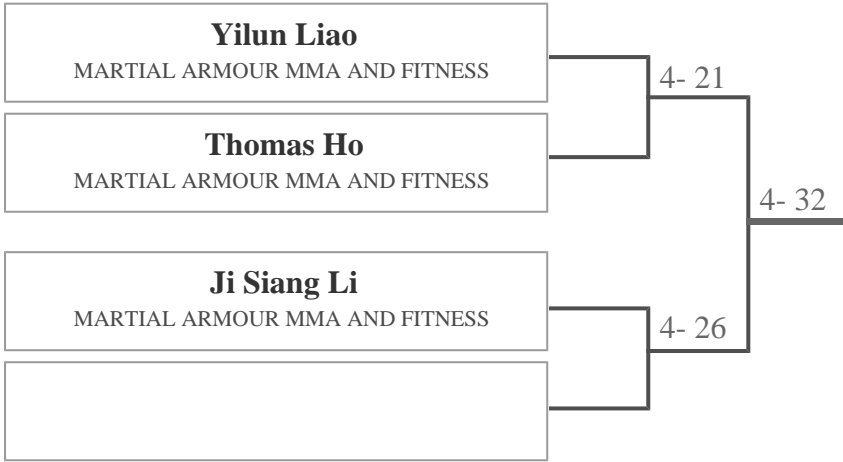 Yilun Liao
MARTIAL ARMOUR MMA AND FITNESS
4- 21
Thomas Ho
MARTIAL ARMOUR MMA AND FITNESS
4- 32
Ji Siang Li
MARTIAL ARMOUR MMA AND FITNESS
4- 26